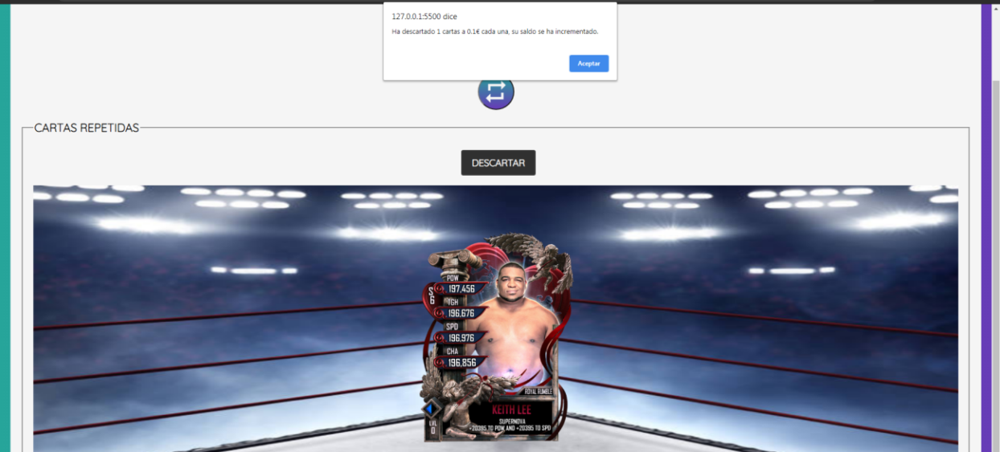 127.0.0.1:5500 dice
Ha descartado 1 cartas a 0.1€ cada una, su saldo se ha incrementado.
Aceptar
CARTAS REPETIDAS
DESCARTAR
POW
197,456
S6
TGH
196,676
SPD
196,976
CHA
196,856
ROYAL RUMBLE
KEITH LEE
SUPERNOVA
+20395 TO POW AND +20395 TO SPD
LVL
0